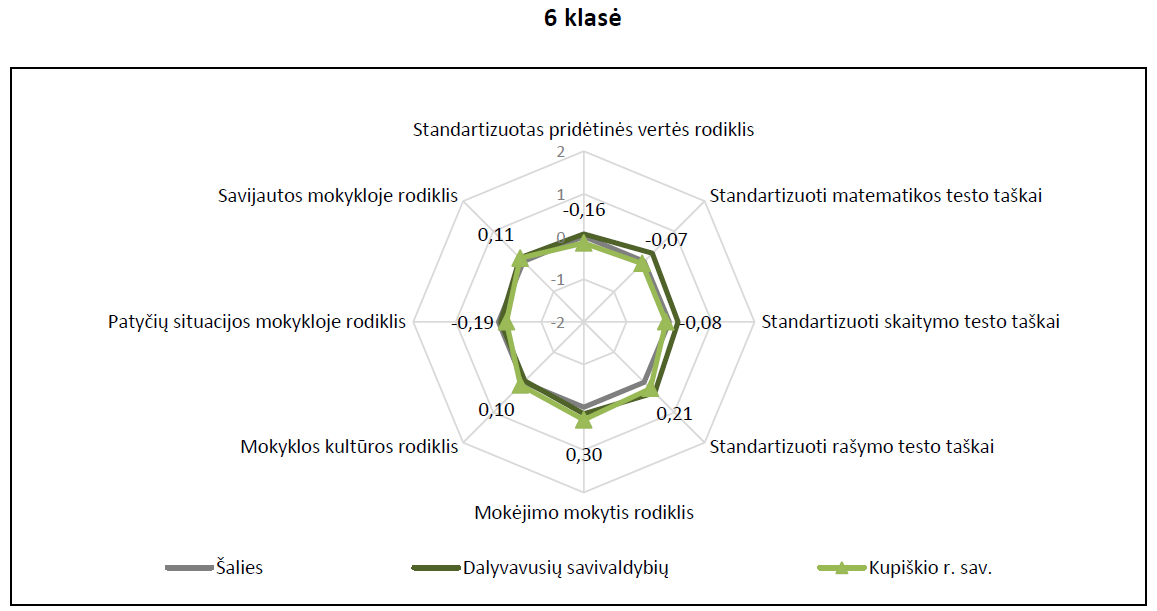 6 klasė
Standartizuotas pridėtinės vertės rodiklis
2
Savijautos mokykloje rodiklis
Standartizuoti matematikos testo taškai
1
-0,16
0,11
0
-0,07
-1
Patyčių situacijos mokykloje rodiklis
-0,19
-2
-0,08
Standartizuoti skaitymo testo taškai
0,10
0,21
Mokyklos kultūros rodiklis
Standartizuoti rašymo testo taškai
0,30
Mokėjimo mokytis rodiklis
Šalies
Dalyvavusių savivaldybių
Kupiškio r. sav.